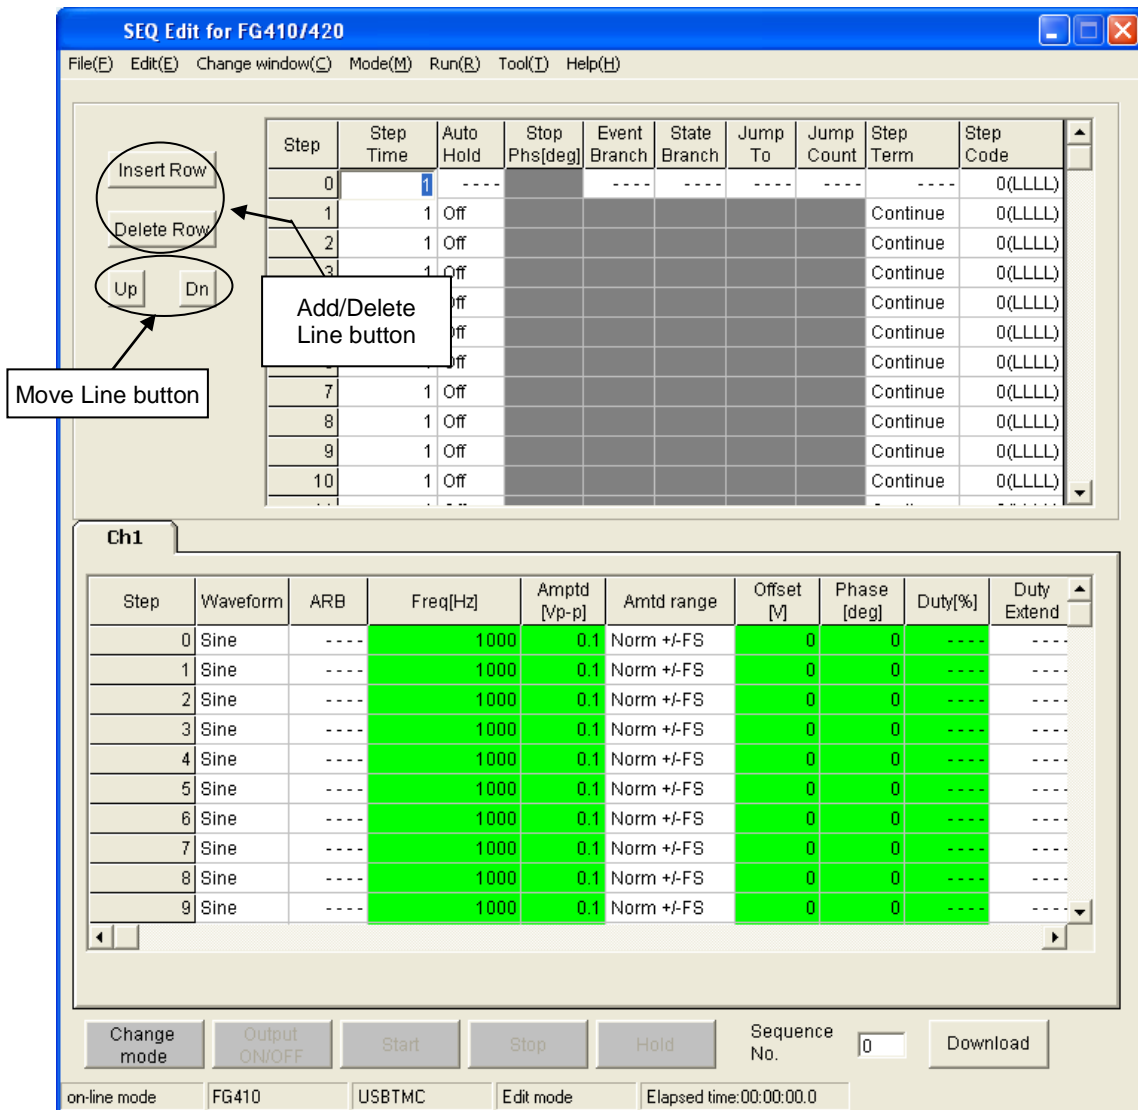 SEQ Edit for FG410/420
File(F) Edit(E) Change window(C) Mode(M) Run(R) Tool(T) Help(H)
Insert Row
Delete Row
Up Dn
Add/Delete
Line button
Move Line button
Step Step Time Auto Hold Stop Phs[deg] Event Branch State Branch Jump To Jump Count Step Term Step Code
0 1 ---- ---- ---- ---- ---- ---- 0(LLLL)
1 1 Off Continue 0(LLLL)
2 1 Off Continue 0(LLLL)
3 1 Off Continue 0(LLLL)
Off Continue 0(LLLL)
Off Continue 0(LLLL)
Off Continue 0(LLLL)
7 1 Off Continue 0(LLLL)
8 1 Off Continue 0(LLLL)
9 1 Off Continue 0(LLLL)
10 1 Off Continue 0(LLLL)
Ch1
Step Waveform ARB Freq[Hz] Amptd [Vp-p] Amtd range Offset [V] Phase [deg] Duty[%] Duty Extend
0 Sine ---- 1000 0.1 Norm +/-FS 0 0 ---- ----
1 Sine ---- 1000 0.1 Norm +/-FS 0 0 ---- ----
2 Sine ---- 1000 0.1 Norm +/-FS 0 0 ---- ----
3 Sine ---- 1000 0.1 Norm +/-FS 0 0 ---- ----
4 Sine ---- 1000 0.1 Norm +/-FS 0 0 ---- ----
5 Sine ---- 1000 0.1 Norm +/-FS 0 0 ---- ----
6 Sine ---- 1000 0.1 Norm +/-FS 0 0 ---- ----
7 Sine ---- 1000 0.1 Norm +/-FS 0 0 ---- ----
8 Sine ---- 1000 0.1 Norm +/-FS 0 0 ---- ----
9 Sine ---- 1000 0.1 Norm +/-FS 0 0 ---- ----
Change mode Output ON/OFF Start Stop Hold Sequence No. 0 Download
on-line mode FG410 USBTMC Edit mode Elapsed time:00:00:00.0